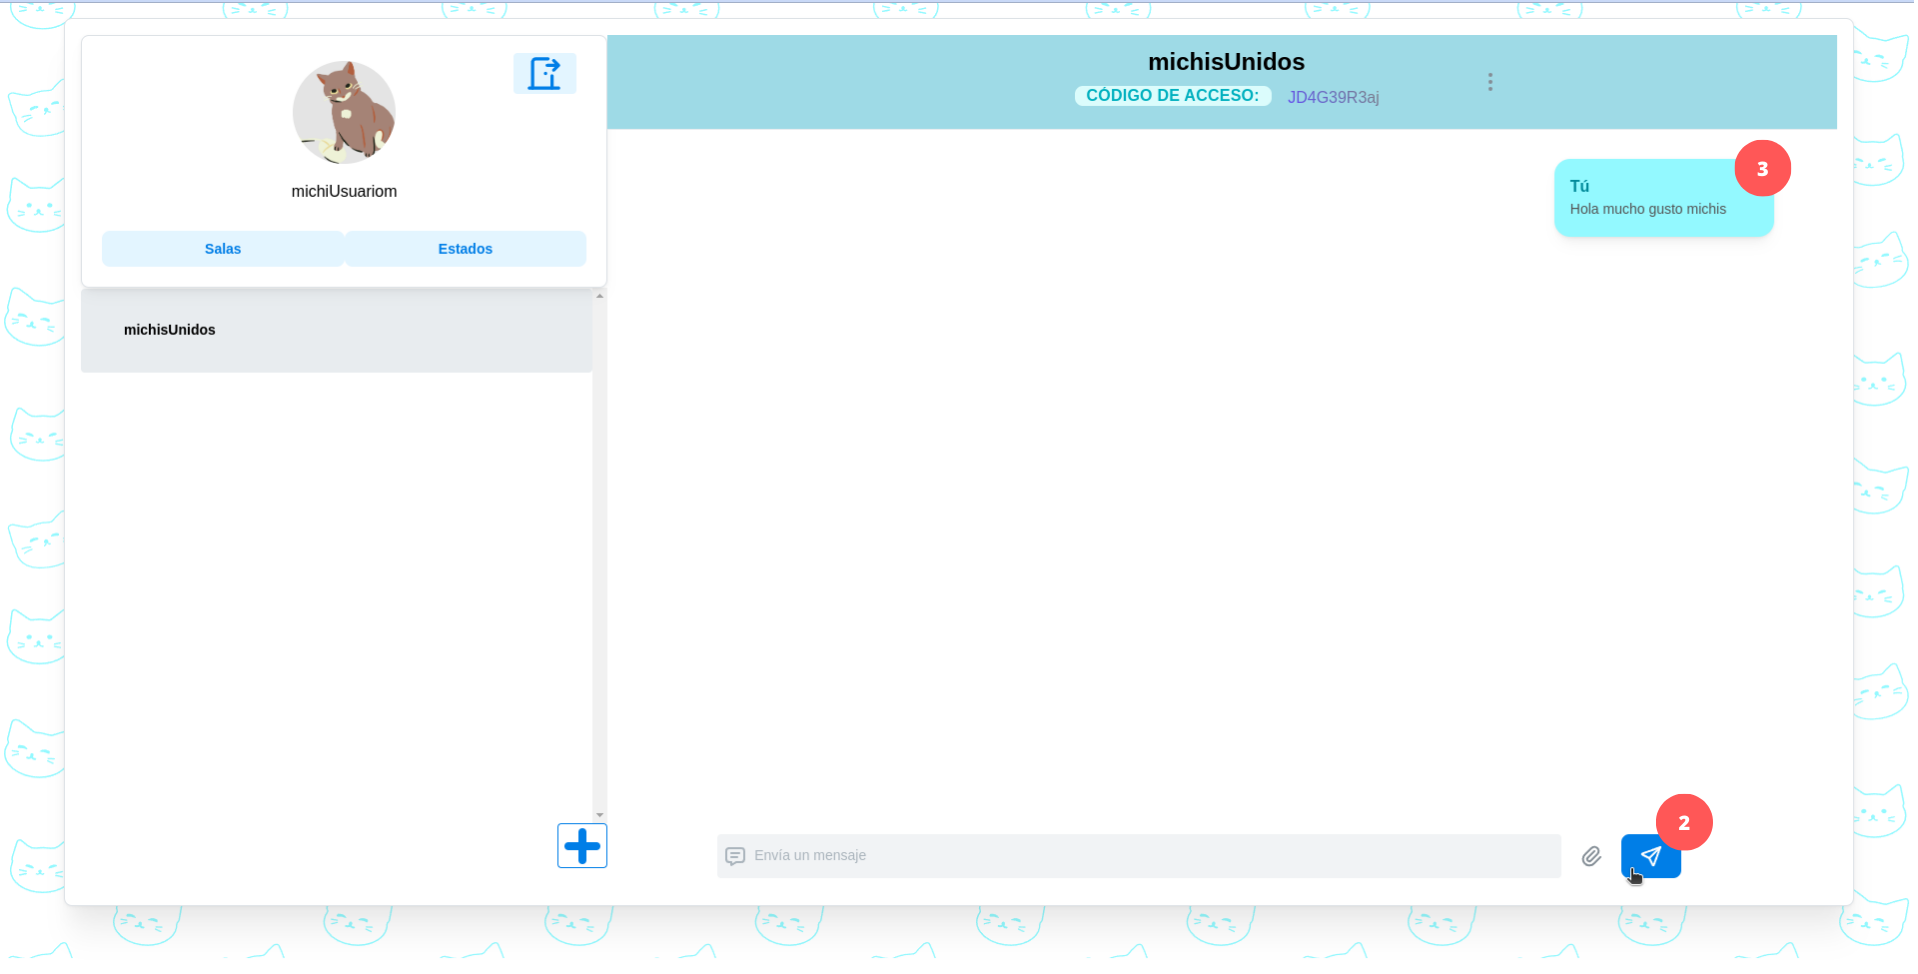 michiUsuariom
Salas
Estados
michisUnidos
michisUnidos
CÓDIGO DE ACCESO: JD4G39R3aj
3
Tú
Hola mucho gusto michis
2
Envía un mensaje